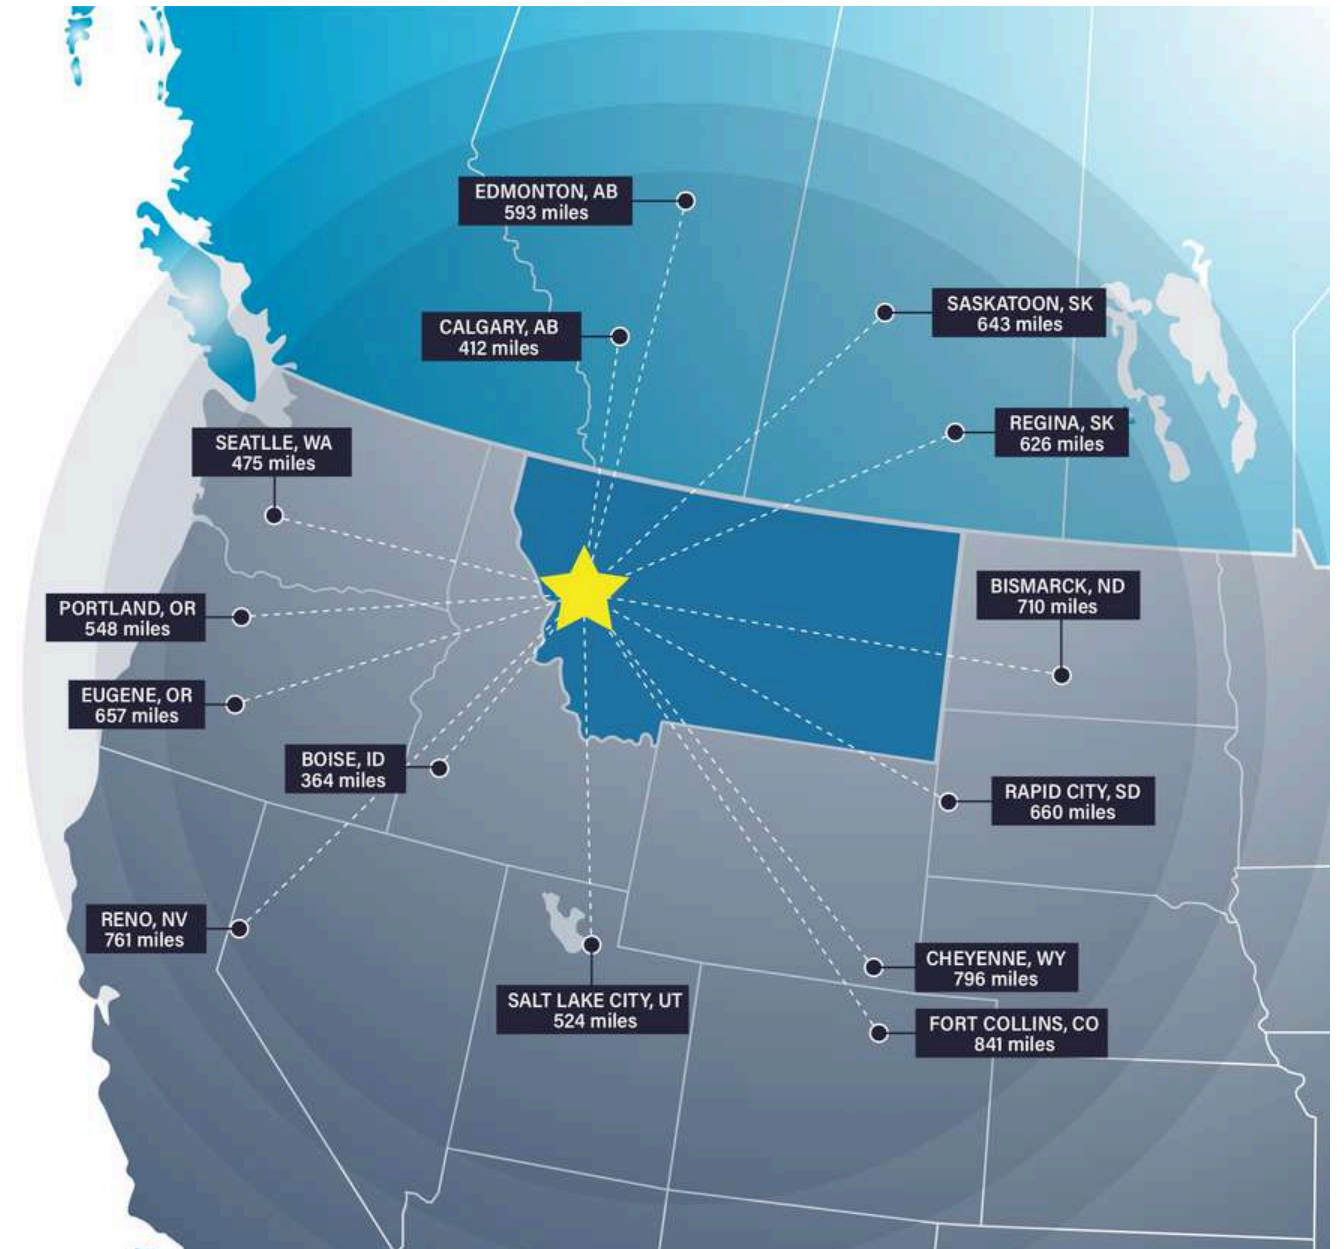 EDMONTON, AB
593 miles
SASKATOON, SK
643 miles
CALGARY, AB
412 miles
REGINA, SK
626 miles
SEATLLE, WA
475 miles
BISMARCK, ND
710 miles
PORTLAND, OR
548 miles
EUGENE, OR
657 miles
BOISE, ID
364 miles
RAPID CITY, SD
660 miles
RENO, NV
761 miles
CHEYENNE, WY
796 miles
SALT LAKE CITY, UT
524 miles
FORT COLLINS, CO
841 miles